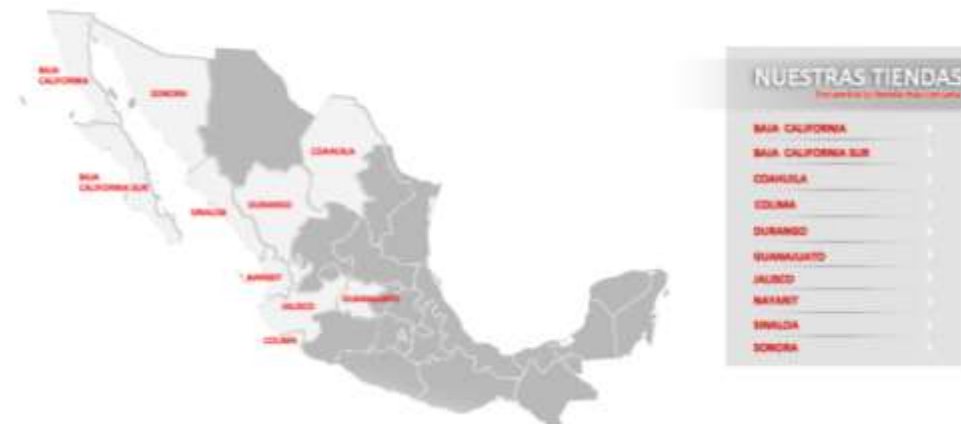 BAJA
CALIFORNIA
SONORA
COAHUILA
BAJA
CALIFORNIA SUR
SINALOA
DURANGO
NAYARIT
JALISCO
GUANAJUATO
COLIMA
NUESTRAS TIENDAS
BAJA CALIFORNIA
BAJA CALIFORNIA SUR
COAHUILA
COLIMA
DURANGO
GUANAJUATO
JALISCO
NAYARIT
SINALOA
SONORA